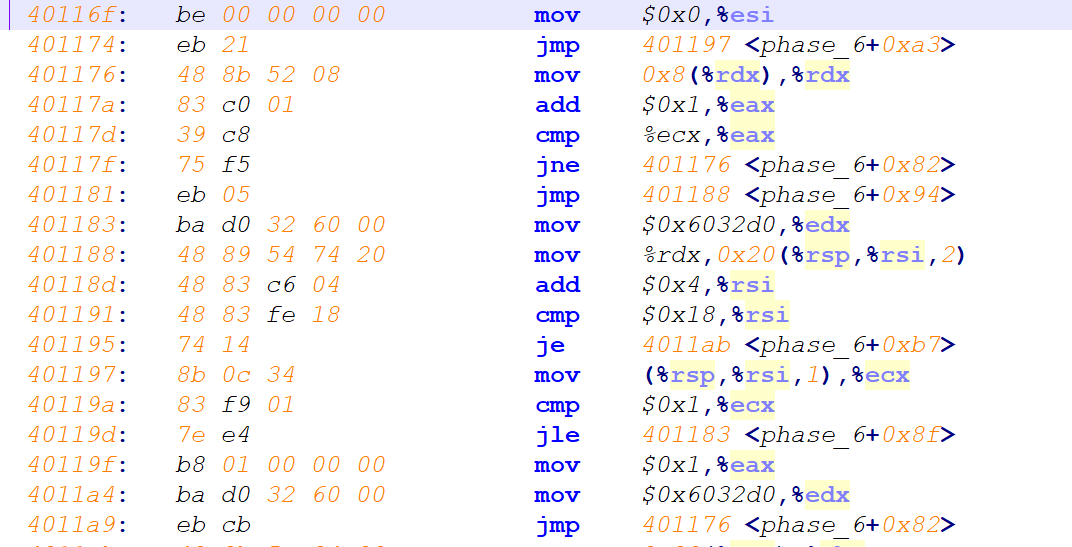 40116f: be 00 00 00 00 mov $0x0,%esi
401174: eb 21 jmp 401197 <phase_6+0xa3>
401176: 48 8b 52 08 mov 0x8(%rdx),%rdx
40117a: 83 c0 01 add $0x1,%eax
40117d: 39 c8 cmp %ecx,%eax
40117f: 75 f5 jne 401176 <phase_6+0x82>
401181: eb 05 jmp 401188 <phase_6+0x94>
401183: ba d0 32 60 00 mov $0x6032d0,%edx
401188: 48 89 54 74 20 mov %rdx,0x20(%rsp,%rsi,2)
40118d: 48 83 c6 04 add $0x4,%rsi
401191: 48 83 fe 18 cmp $0x18,%rsi
401195: 74 14 je 4011ab <phase_6+0xb7>
401197: 8b 0c 34 mov (%rsp,%rsi,1),%ecx
40119a: 83 f9 01 cmp $0x1,%ecx
40119d: 7e e4 jle 401183 <phase_6+0x8f>
40119f: b8 01 00 00 00 mov $0x1,%eax
4011a4: ba d0 32 60 00 mov $0x6032d0,%edx
4011a9: eb cb jmp 401176 <phase_6+0x82>